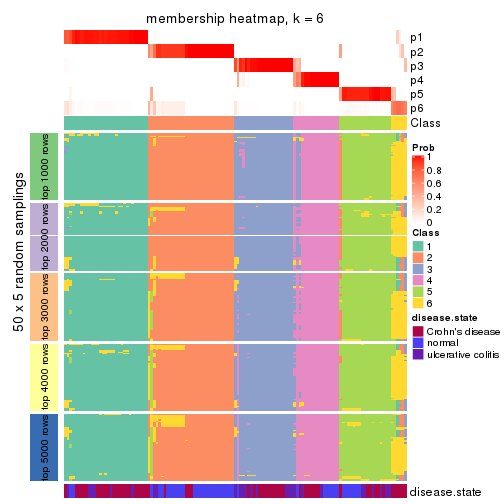 membership heatmap, k = 6
p1
p2
p3
p4
p5
p6
Class
50 x 5 random samplings
top 1000 rows
top 2000 rows
top 3000 rows
top 4000 rows
top 5000 rows
Prob
1
0.8
0.6
0.4
0.2
0
Class
1
2
3
4
5
6
disease.state
Crohn's disease
normal
ulcerative colitis
disease.state